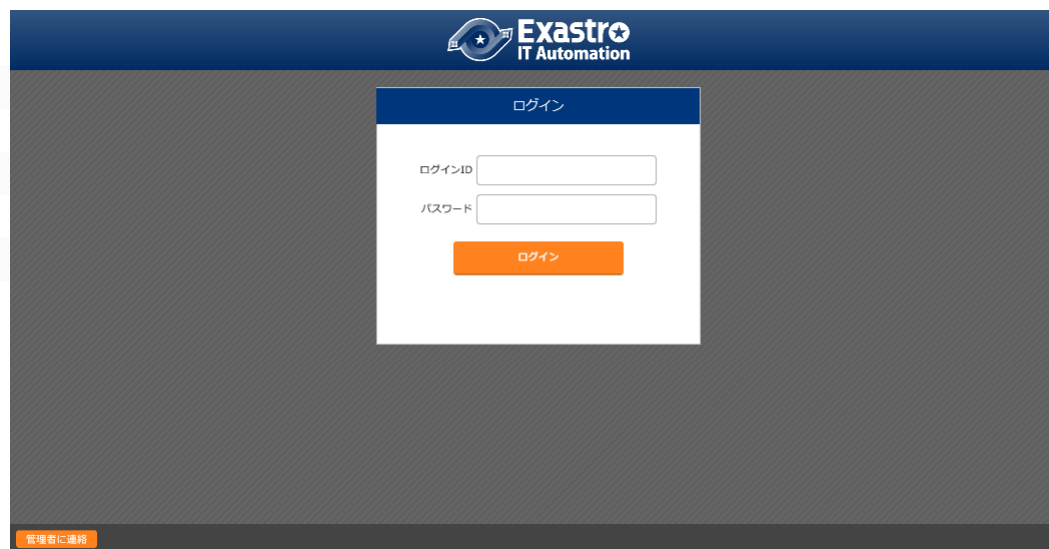 Exastro
IT Automation
ログイン
ログインID
パスワード
ログイン
管理者に連絡